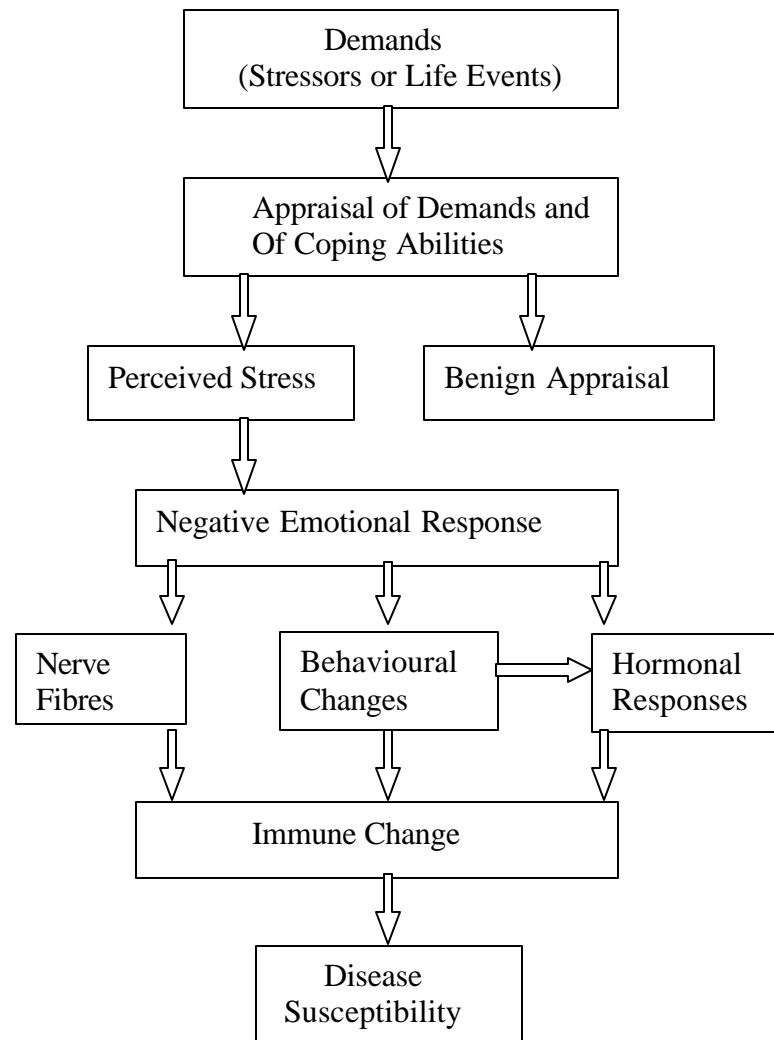 Demands
(Stressors or Life Events)
Appraisal of Demands and
Of Coping Abilities
Perceived Stress
Benign Appraisal
Negative Emotional Response
Nerve
Fibres
Behavioural
Changes
Hormonal
Responses
Immune Change
Disease
Susceptibility